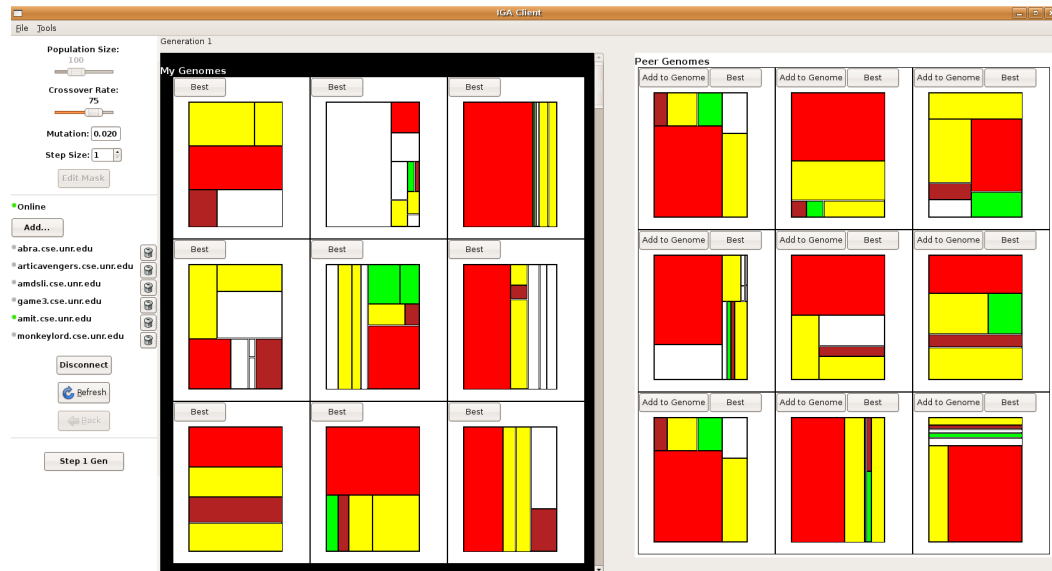 IGA Client
File Tools
Generation 1
Population Size:
100
Crossover Rate:
75
Mutation: 0.020
Step Size: 1
Edit Mask
Online
Add...
abra.cse.unr.edu
articavengers.cse.unr.edu
amdsli.cse.unr.edu
game3.cse.unr.edu
amit.cse.unr.edu
monkeylord.cse.unr.edu
Disconnect
Refresh
Back
Step 1 Gen
My Genomes
Best Best Best
Best Best Best
Best Best Best
Peer Genomes
Add to Genome Best Add to Genome Best Add to Genome Best
Add to Genome Best Add to Genome Best Add to Genome Best
Add to Genome Best Add to Genome Best Add to Genome Best